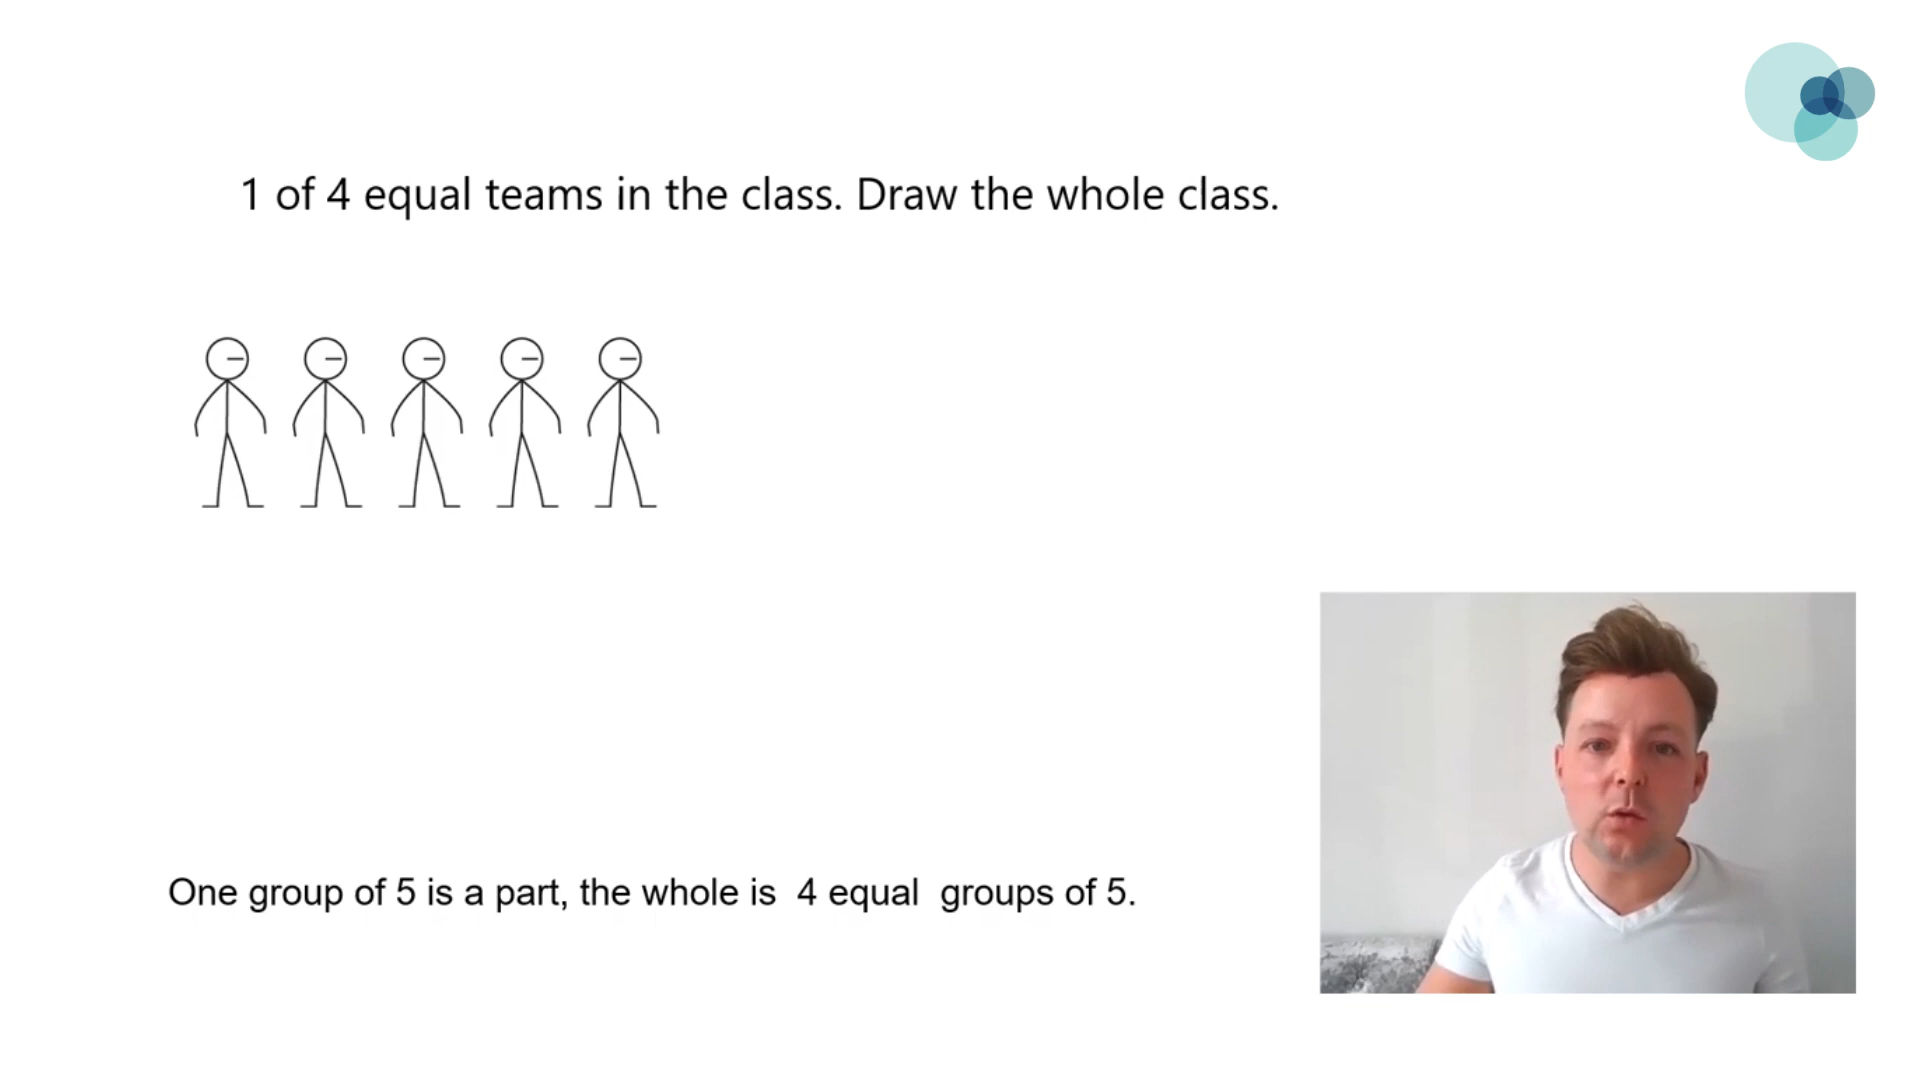 1 of 4 equal teams in the class. Draw the whole class.
One group of 5 is a part, the whole is 4 equal groups of 5.